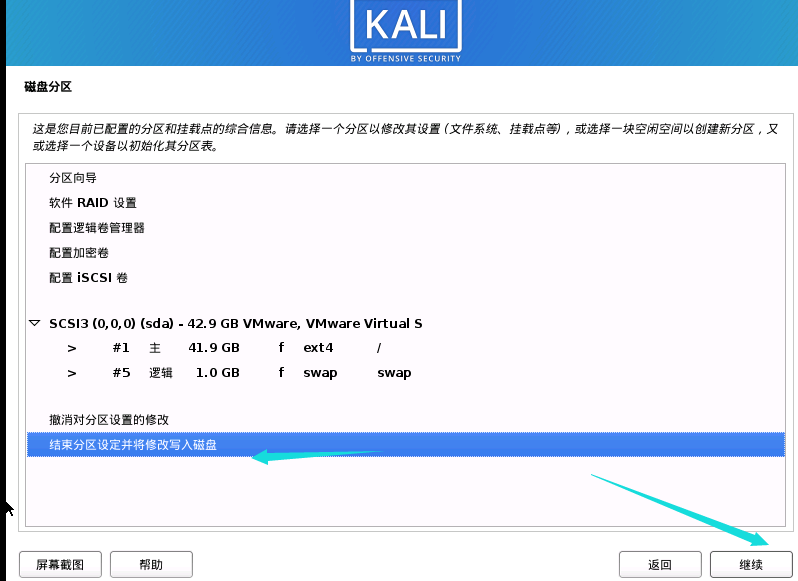 KALI
BY OFFENSIVE SECURITY
磁盘分区
这是您目前已配置的分区和挂载点的综合信息。请选择一个分区以修改其设置 (文件系统、挂载点等) , 或选择一块空闲空间以创建新分区 , 又
或选择一个设备以初始化其分区表。
分区向导
软件 RAID 设置
配置逻辑卷管理器
配置加密卷
配置 iSCSI 卷
SCSI3 (0,0,0) (sda) - 42.9 GB VMware, VMware Virtual S
> #1 主 41.9 GB f ext4 /
> #5 逻辑 1.0 GB f swap swap
撤消对分区设置的修改
结束分区设定并将修改写入磁盘
屏幕截图 帮助 返回 继续